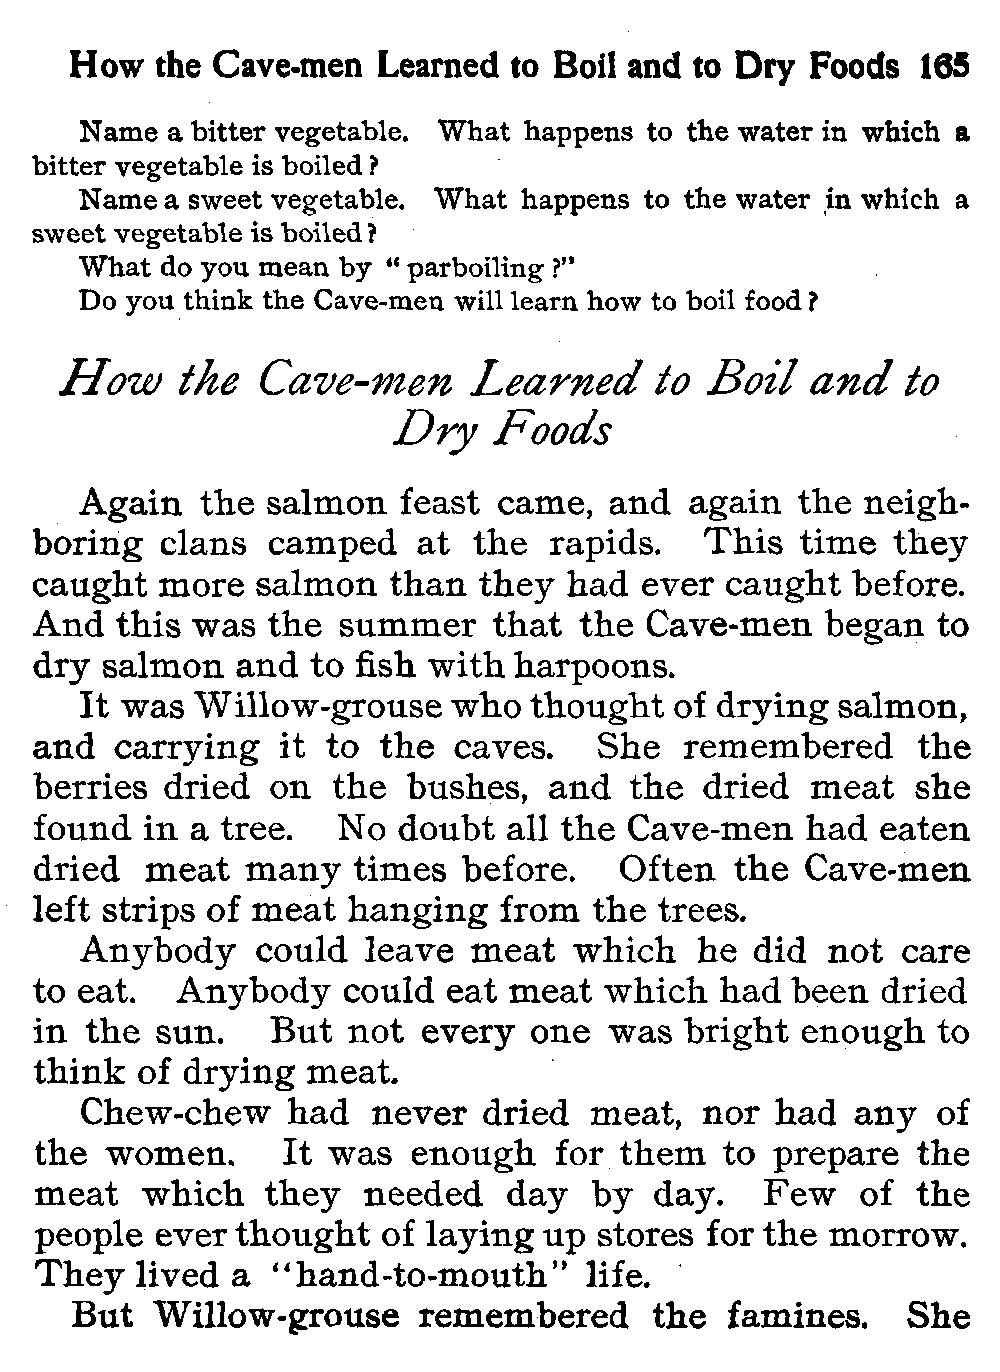 How the Cave-men Learned to Boil and to Dry Foods 165
Name a bitter vegetable. What happens to the water in which a
bitter vegetable is boiled?
Name a sweet vegetable. What happens to the water in which a
sweet vegetable is boiled?
What do you mean by "parboiling?"
Do you think the Cave-men will learn how to boil food?
How the Cave-men Learned to Boil and to
Dry Foods
Again the salmon feast came, and again the neigh-
boring clans camped at the rapids. This time they
caught more salmon than they had ever caught before.
And this was the summer that the Cave-men began to
dry salmon and to fish with harpoons.
It was Willow-grouse who thought of drying salmon,
and carrying it to the caves. She remembered the
berries dried on the bushes, and the dried meat she
found in a tree. No doubt all the Cave-men had eaten
dried meat many times before. Often the Cave-men
left strips of meat hanging from the trees.
Anybody could leave meat which he did not care
to eat. Anybody could eat meat which had been dried
in the sun. But not every one was bright enough to
think of drying meat.
Chew-chew had never dried meat, nor had any of
the women. It was enough for them to prepare the
meat which they needed day by day. Few of the
people ever thought of laying up stores for the morrow.
They lived a "hand-to-mouth" life.
But Willow-grouse remembered the famines. She